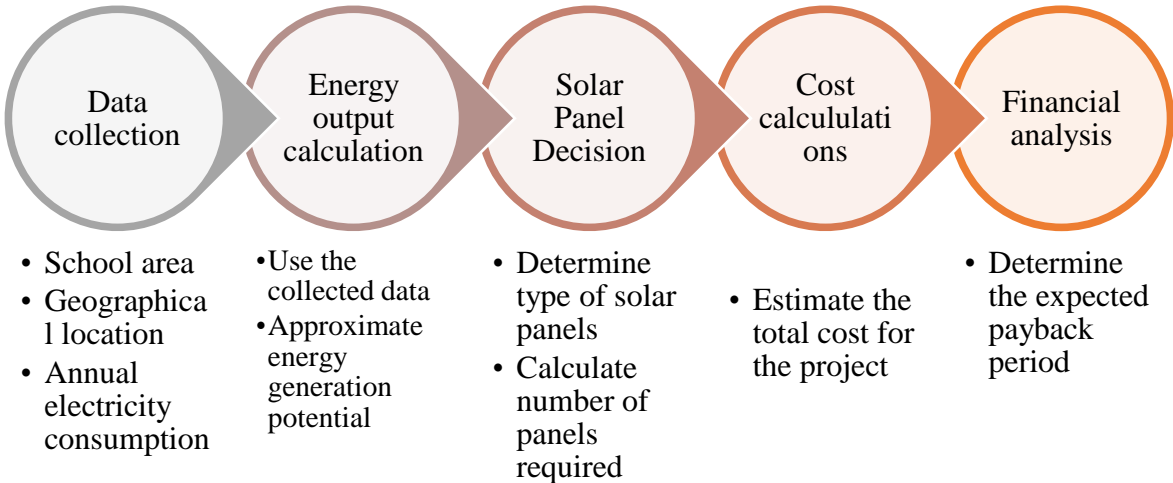 Data
collection
Energy
output
calculation
Solar
Panel
Decision
Cost
calcululati
ons
Financial
analysis
• School area
• Geographica
l location
• Annual
electricity
consumption
•Use the
collected data
•Approximate
energy
generation
potential
• Determine
type of solar
panels
• Calculate
number of
panels
required
• Estimate the
total cost for
the project
• Determine
the expected
payback
period